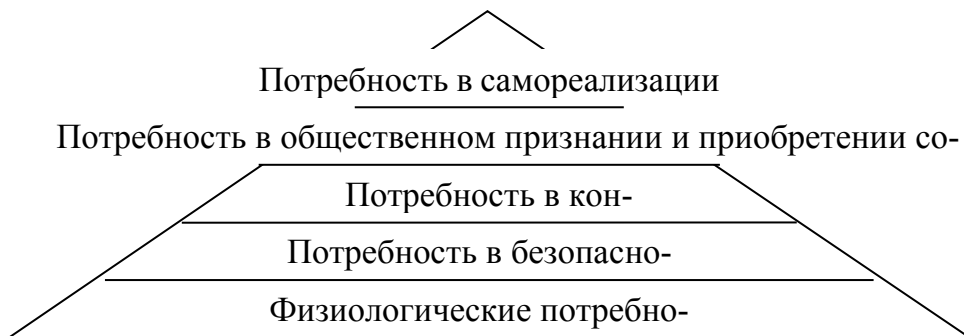 Потребность в самореализации
Потребность в общественном признании и приобретении со-
Потребность в кон-
Потребность в безопасно-
Физиологические потребно-